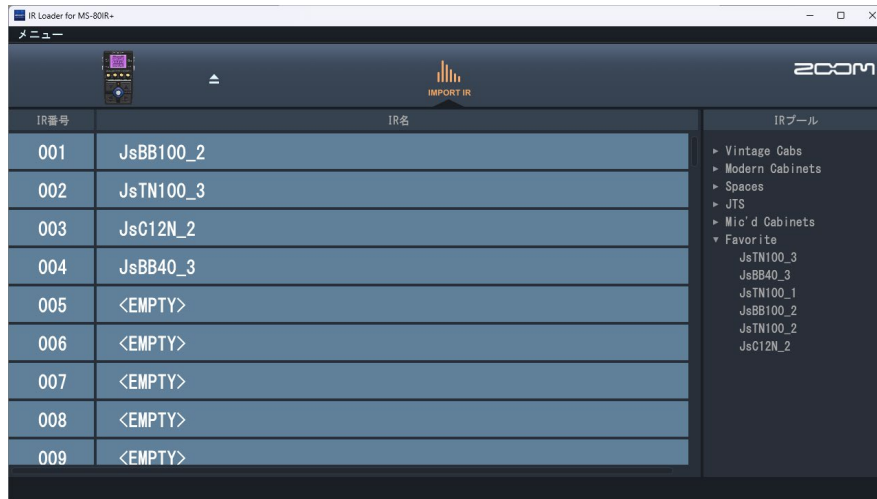 IR Loader for MS-80IR+
メニュー
IMPORT IR
ZOOM
IR番号 IR名 IRプール
001 JsBB100_2
002 JsTN100_3
003 JsC12N_2
004 JsBB40_3
005 <EMPTY>
006 <EMPTY>
007 <EMPTY>
008 <EMPTY>
009 <EMPTY>
Vintage Cabs
Modern Cabinets
Spaces
JTS
Mic'd Cabinets
Favorite
JsTN100_3
JsBB40_3
JsTN100_1
JsBB100_2
JsTN100_2
JsC12N_2